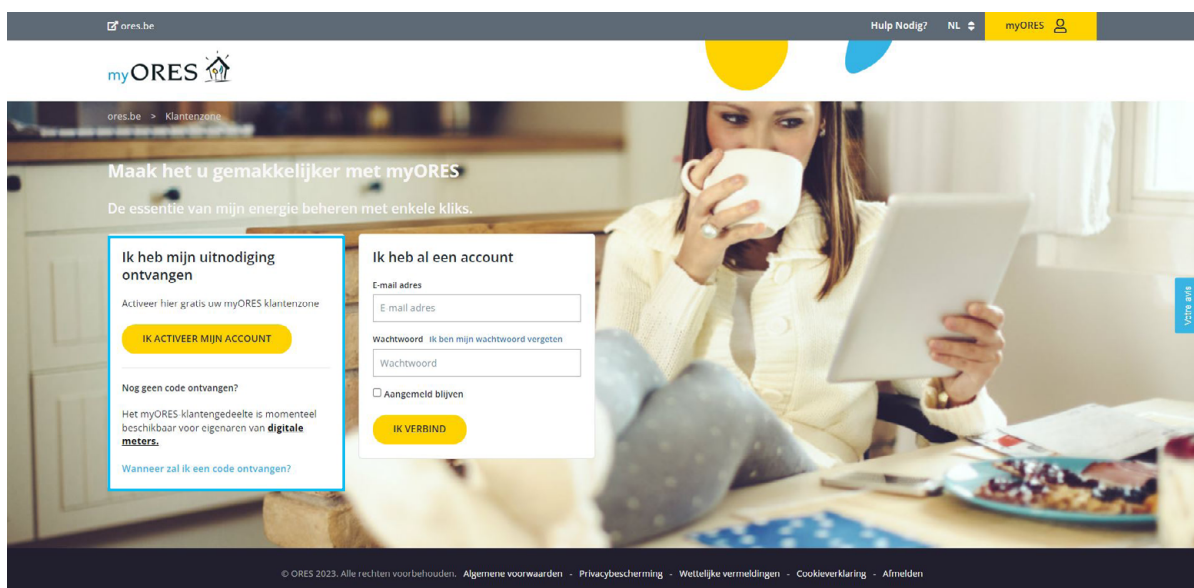 ores.be
Hulp Nodig? NL myORES
myORES
ores.be > Klantenzone
Maak het u gemakkelijker met myORES
De essentie van mijn energie beheren met enkele kliks.
Ik heb mijn uitnodiging
ontvangen
Activeer hier gratis uw myORES klantenzone
IK ACTIVEER MIJN ACCOUNT
Nog geen code ontvangen?
Het myORES klantengedeelte is momenteel
beschikbaar voor eigenaren van digitale
meters.
Wanneer zal ik een code ontvangen?
Ik heb al een account
E-mail adres
E-mail adres
Wachtwoord Ik ben mijn wachtwoord vergeten
Wachtwoord
Aangemeld blijven
IK VERBIND
Votre avis
© ORES 2023. Alle rechten voorbehouden. Algemene voorwaarden - Privacybescherming - Wettelijke vermeldingen - Cookieverklaring - Afmelden